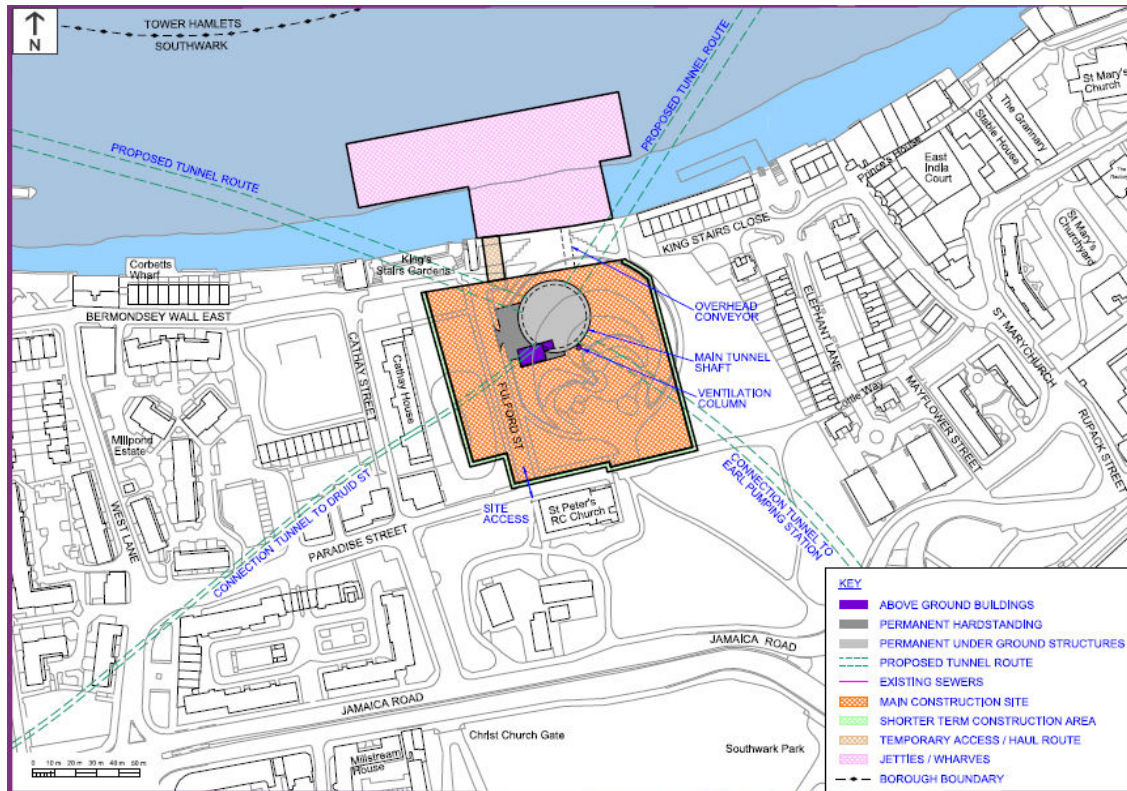 N
TOWER HAMLETS
SOUTHWARK
PROPOSED TUNNEL ROUTE
PROPOSED TUNNEL ROUTE
St Mary's
Church
The Grannary
Stable House
Prince's House
East
India
Court
St Mary's
Churchyard
KING STAIRS CLOSE
King's
Stairs Gardens
Corbetts
Wharf
BERMONDSEY WALL EAST
CATHAY STREET
Cathay House
FULFORD ST
OVERHEAD
CONVEYOR
MAIN TUNNEL
SHAFT
VENTILATION
COLUMN
ELEPHANT LANE
ST MARYCHURCH
Cottle Way
MAYFLOWER STREET
RUPACK STREET
Millpond
Estate
WEST LANE
CONNECTION TUNNEL TO DRUID ST
SITE
ACCESS
St Peter's
RC Church
CONNECTION TUNNEL TO
EARL PUMPING STATION
PARADISE STREET
JAMAICA ROAD
JAMAICA ROAD
Christ Church Gate
Millstream
House
Southwark Park
0 10 m 20 m 30 m 40 m 50 m
KEY
ABOVE GROUND BUILDINGS
PERMANENT HARDSTANDING
PERMANENT UNDER GROUND STRUCTURES
PROPOSED TUNNEL ROUTE
EXISTING SEWERS
MAIN CONSTRUCTION SITE
SHORTER TERM CONSTRUCTION AREA
TEMPORARY ACCESS / HAUL ROUTE
JETTIES / WHARVES
BOROUGH BOUNDARY